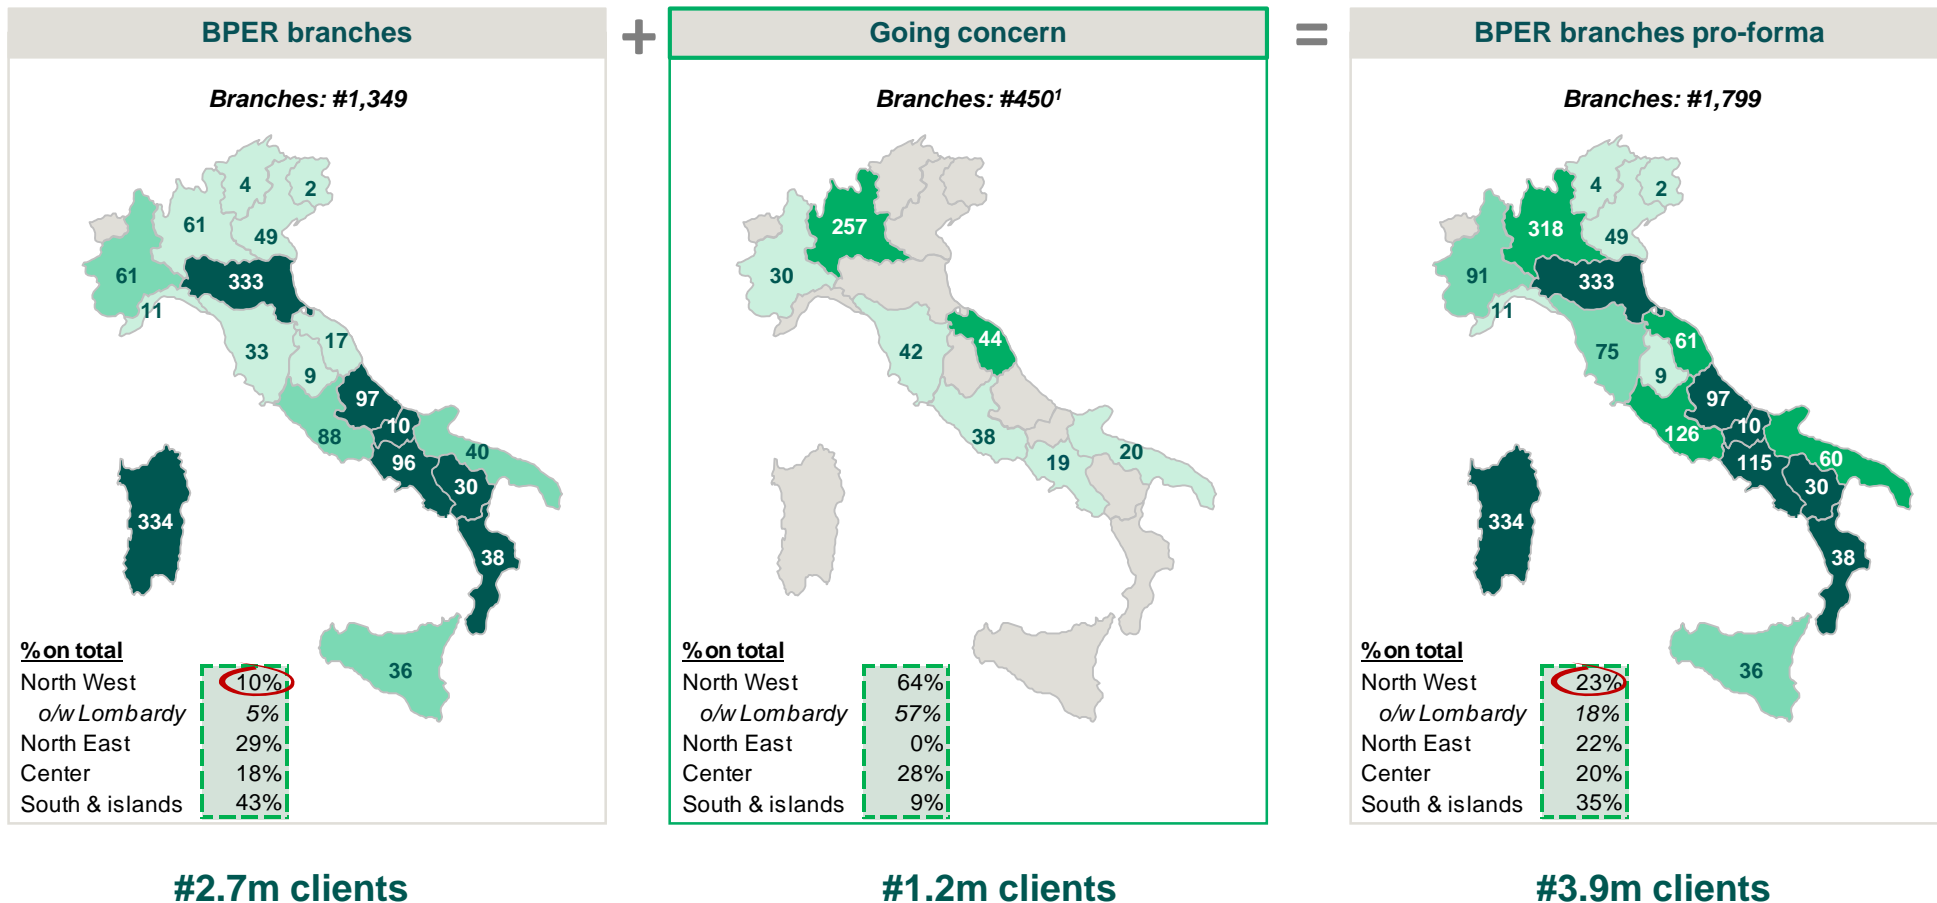 BPER branches
Branches: #1,349
4
2
61
49
61
333
11
17
33
9
97
10
88
40
96
30
334
38
36
%on total
North West 10%
o/w Lombardy 5%
North East 29%
Center 18%
South & islands 43%
#2.7m clients
+
Going concern
Branches: #450¹
257
30
44
42
38
20
19
%on total
North West 64%
o/w Lombardy 57%
North East 0%
Center 28%
South & islands 9%
#1.2m clients
=
BPER branches pro-forma
Branches: #1,799
4
2
318
49
91
333
11
61
75
9
97
10
126
60
115
30
334
38
36
%on total
North West 23%
o/w Lombardy 18%
North East 22%
Center 20%
South & islands 35%
#3.9m clients